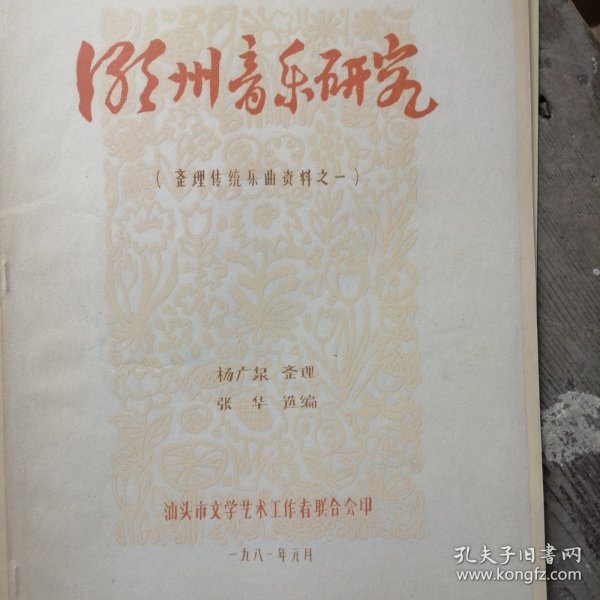 潮州音乐研究
（整理传统乐曲资料之一）
杨广泉 整理
张华 选编
汕头市文学艺术工作者联合会印
一九八一年元月
孔夫子旧书网
www.kongfz.com